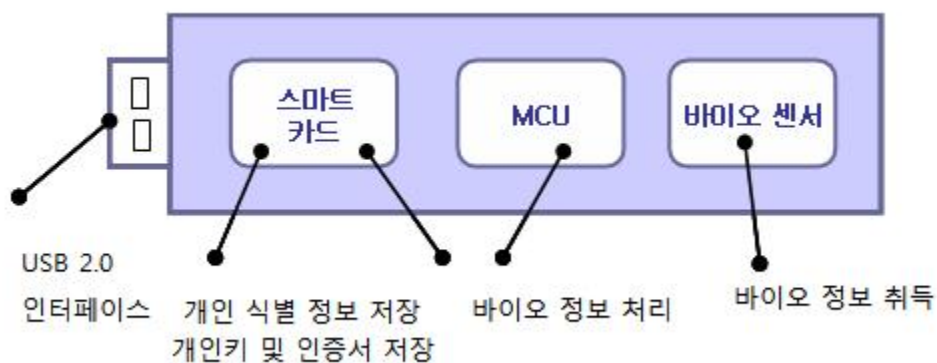 스마트
카드
MCU
바이오 센서
USB 2.0
인터페이스
개인 식별 정보 저장
개인키 및 인증서 저장
바이오 정보 처리
바이오 정보 취득